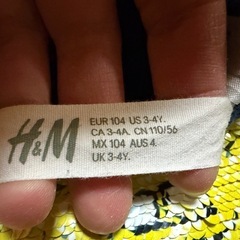 H&M
EUR 104 US 3-4Y.
CA 3-4A. CN 110/56
MX 104 AUS 4.
UK 3-4Y.